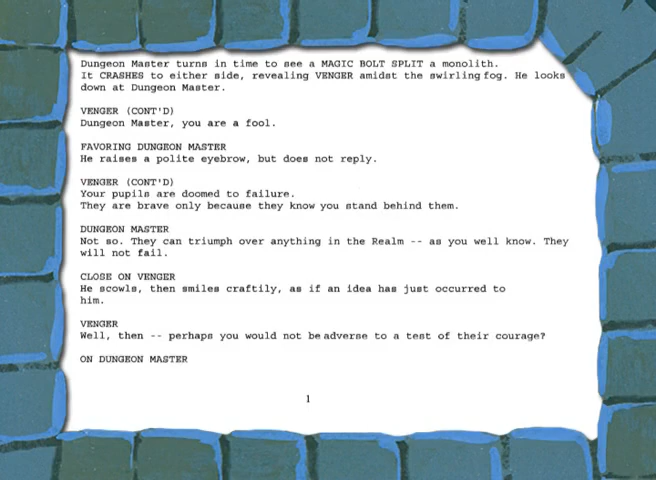 Dungeon Master turns in time to see a MAGIC BOLT SPLIT a monolith.
It CRASHES to either side, revealing VENGER amidst the swirling fog. He looks
down at Dungeon Master.
VENGER (CONT'D)
Dungeon Master, you are a fool.
FAVORING DUNGEON MASTER
He raises a polite eyebrow, but does not reply.
VENGER (CONT'D)
Your pupils are doomed to failure.
They are brave only because they know you stand behind them.
DUNGEON MASTER
Not so. They can triumph over anything in the Realm -- as you well know. They
will not fail.
CLOSE ON VENGER
He scowls, then smiles craftily, as if an idea has just occurred to
him.
VENGER
Well, then -- perhaps you would not be adverse to a test of their courage?
ON DUNGEON MASTER
1